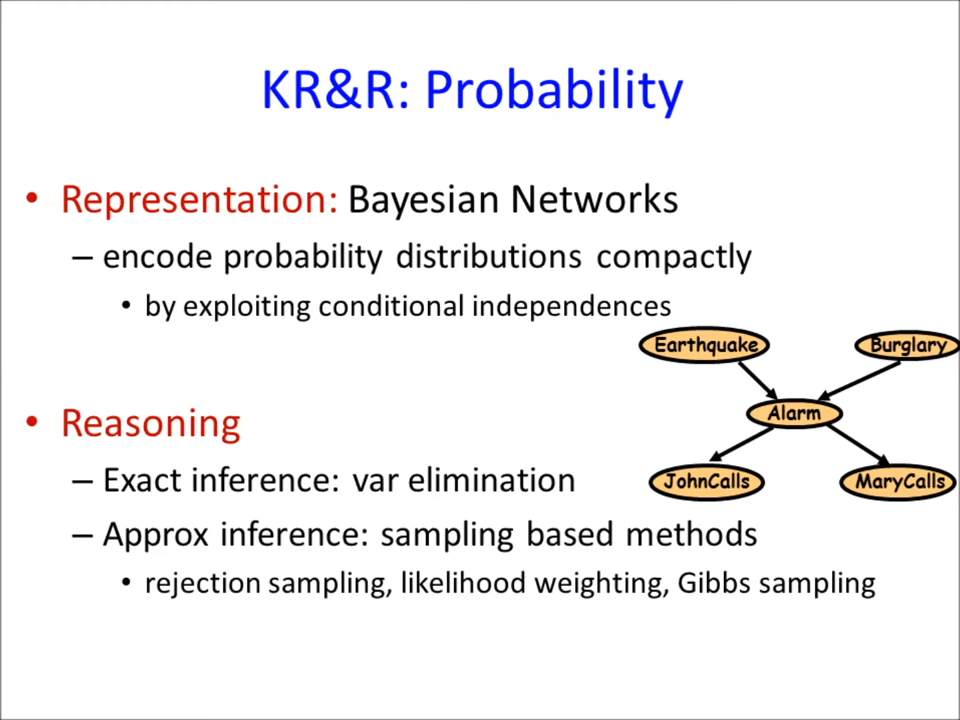 KR&R: Probability
• Representation: Bayesian Networks
– encode probability distributions compactly
• by exploiting conditional independences
Earthquake
Burglary
Alarm
• Reasoning
– Exact inference: var elimination
JohnCalls
MaryCalls
– Approx inference: sampling based methods
• rejection sampling, likelihood weighting, Gibbs sampling